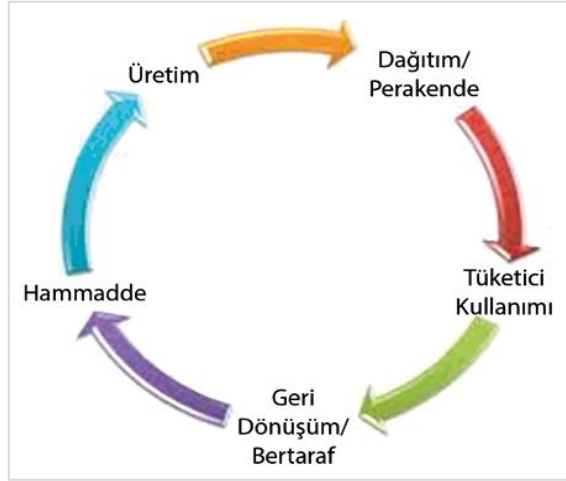 Üretim
Dağıtım/
Perakende
Tüketici
Kullanımı
Geri
Dönüşüm/
Bertaraf
Hammadde